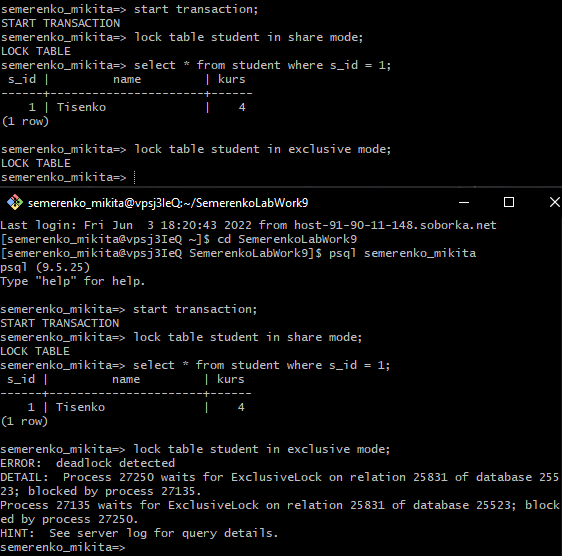 semerenko_mikita=> start transaction;
START TRANSACTION
semerenko_mikita=> lock table student in share mode;
LOCK TABLE
semerenko_mikita=> select * from student where s_id = 1;
 s_id |         name         | kurs
------+----------------------+------
    1 | Tisenko              |    4
(1 row)

semerenko_mikita=> lock table student in exclusive mode;
LOCK TABLE
semerenko_mikita=>
semerenko_mikita@vpsj3IeQ:~/SemerenkoLabWork9
Last login: Fri Jun  3 18:20:43 2022 from host-91-90-11-148.soborka.net
[semerenko_mikita@vpsj3IeQ ~]$ cd SemerenkoLabWork9
[semerenko_mikita@vpsj3IeQ SemerenkoLabWork9]$ psql semerenko_mikita
psql (9.5.25)
Type "help" for help.

semerenko_mikita=> start transaction;
START TRANSACTION
semerenko_mikita=> lock table student in share mode;
LOCK TABLE
semerenko_mikita=> select * from student where s_id = 1;
 s_id |         name         | kurs
------+----------------------+------
    1 | Tisenko              |    4
(1 row)

semerenko_mikita=> lock table student in exclusive mode;
ERROR:  deadlock detected
DETAIL:  Process 27250 waits for ExclusiveLock on relation 25831 of database 255
23; blocked by process 27135.
Process 27135 waits for ExclusiveLock on relation 25831 of database 25523; block
ed by process 27250.
HINT:  See server log for query details.
semerenko_mikita=>